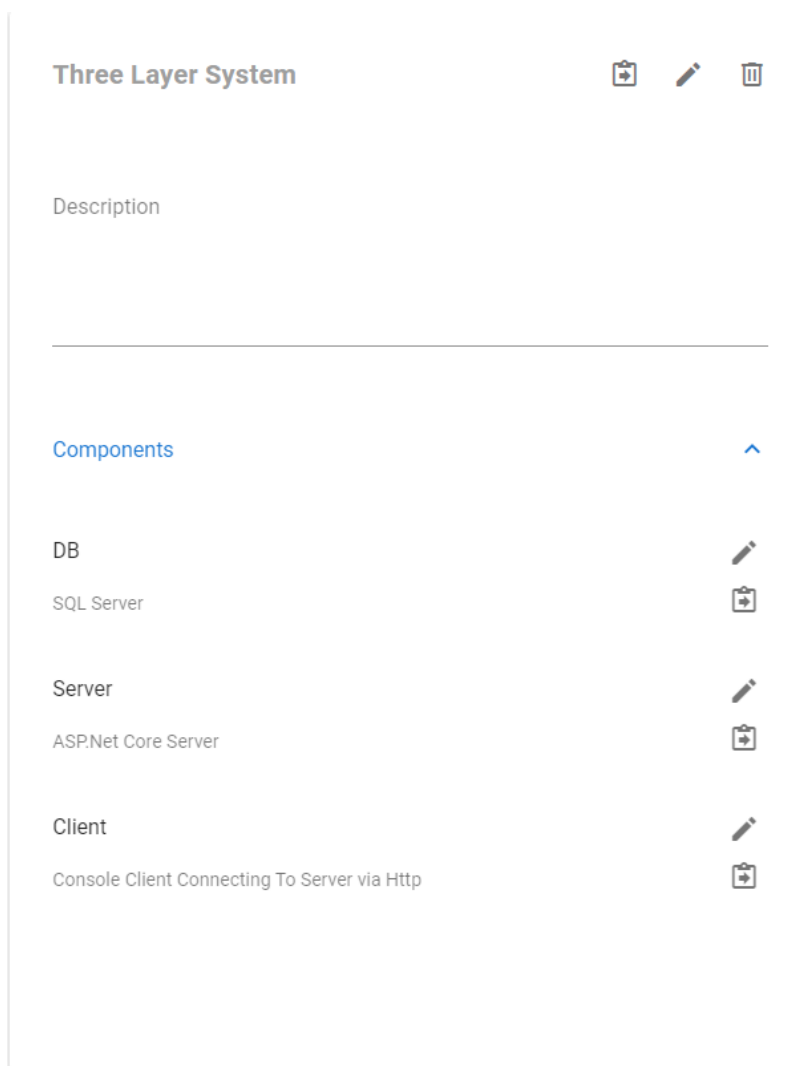 Three Layer System
Description
Components
DB
SQL Server
Server
ASP.Net Core Server
Client
Console Client Connecting To Server via Http